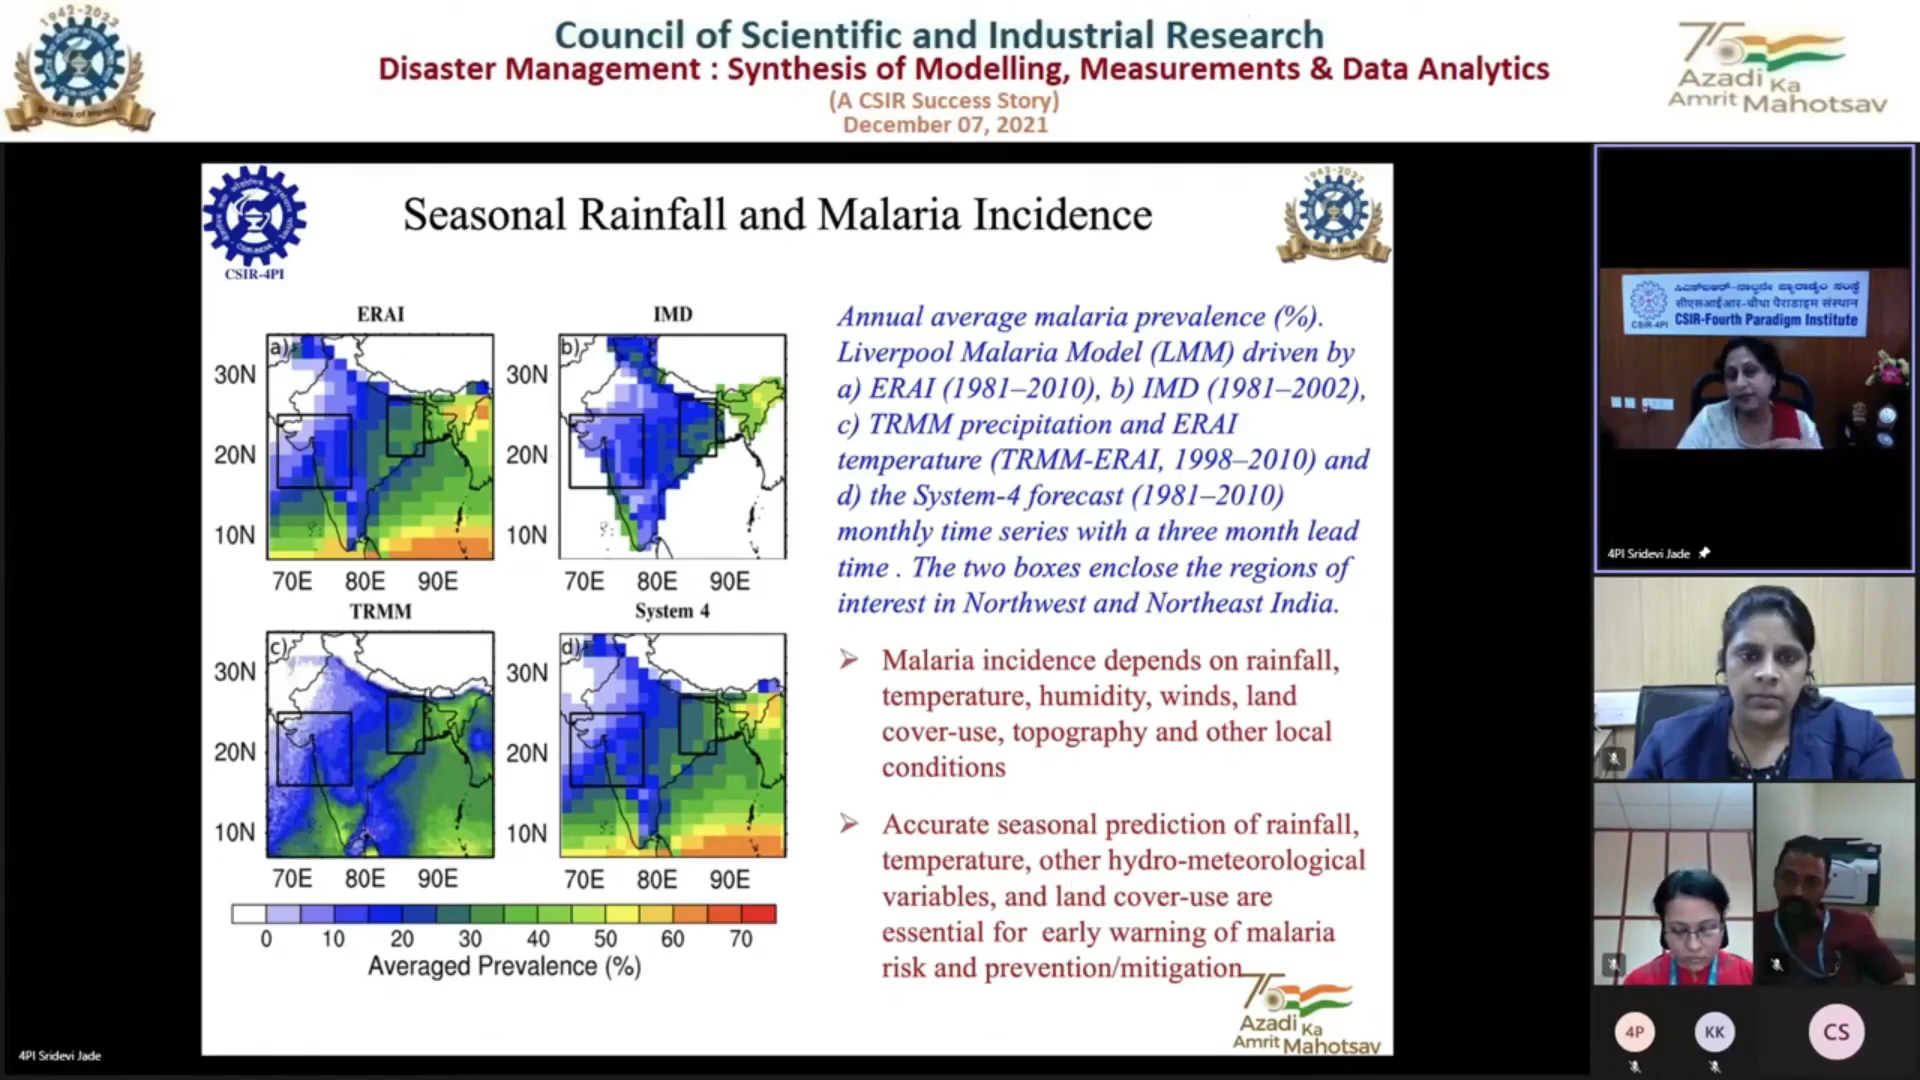 1942-2022
Council of Scientific and Industrial Research
Disaster Management : Synthesis of Modelling, Measurements & Data Analytics
(A CSIR Success Story)
December 07, 2021
75
Azadi Ka
Amrit Mahotsav
CSIR-4PI
Seasonal Rainfall and Malaria Incidence
1942-2022
ERAI
IMD
a)
b)
30N
20N
10N
30N
20N
10N
70E 80E 90E
70E 80E 90E
TRMM
System 4
c)
d)
30N
20N
10N
30N
20N
10N
70E 80E 90E
70E 80E 90E
0 10 20 30 40 50 60 70
Averaged Prevalence (%)
Annual average malaria prevalence (%).
Liverpool Malaria Model (LMM) driven by
a) ERAI (1981–2010), b) IMD (1981–2002),
c) TRMM precipitation and ERAI
temperature (TRMM-ERAI, 1998–2010) and
d) the System-4 forecast (1981–2010)
monthly time series with a three month lead
time . The two boxes enclose the regions of
interest in Northwest and Northeast India.
Malaria incidence depends on rainfall,
temperature, humidity, winds, land
cover-use, topography and other local
conditions
Accurate seasonal prediction of rainfall,
temperature, other hydro-meteorological
variables, and land cover-use are
essential for early warning of malaria
risk and prevention/mitigation
75
Azadi Ka
Amrit Mahotsav
सीएसआईआर-चौथा पैराडाइम संस्थान
CSIR-4PI
CSIR-Fourth Paradigm Institute
4PI Sridevi Jade
4P
KK
CS
4PI Sridevi Jade